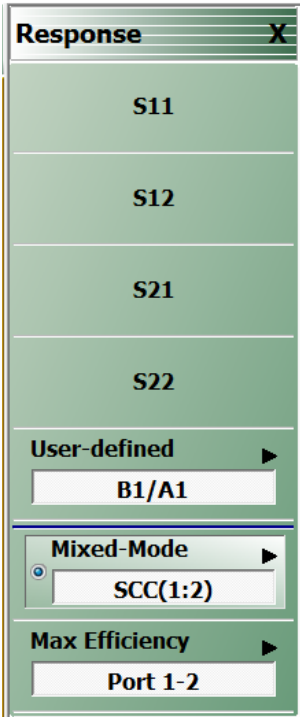 Response X
S11
S12
S21
S22
User-defined
B1/A1
Mixed-Mode
SCC(1:2)
Max Efficiency
Port 1-2